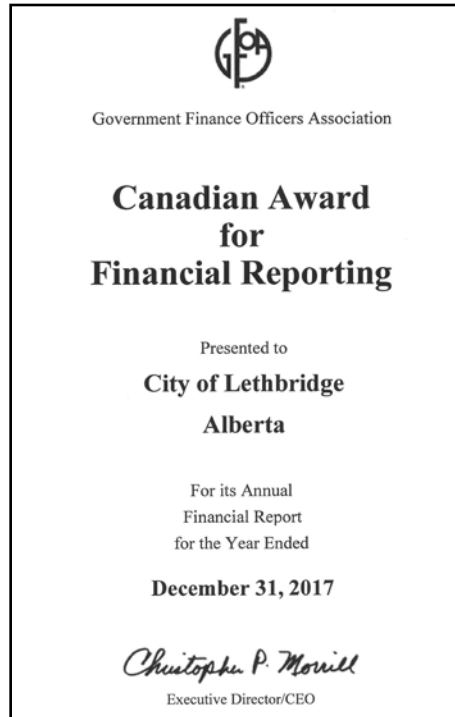 GFOA
Government Finance Officers Association
Canadian Award
for
Financial Reporting
Presented to
City of Lethbridge
Alberta
For its Annual
Financial Report
for the Year Ended
December 31, 2017
Christopher P. Morrill
Executive Director/CEO